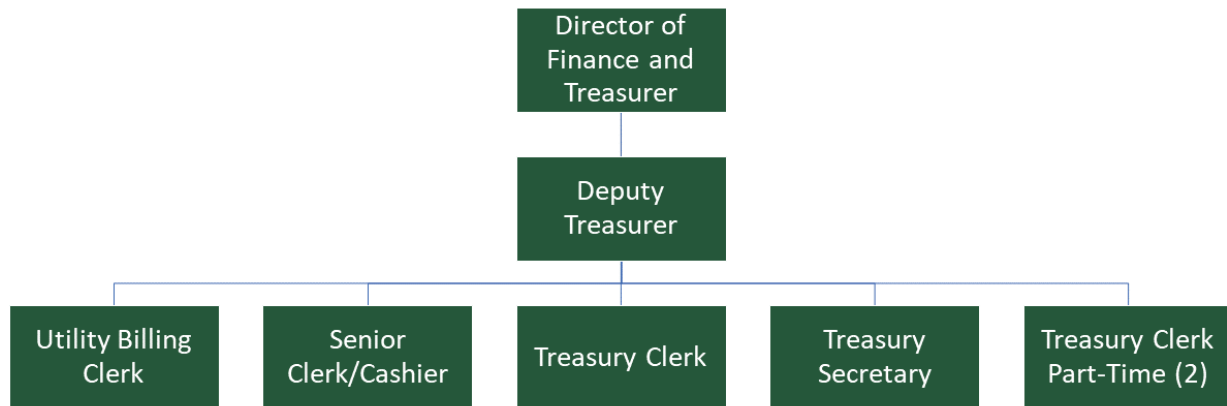 Director of
Finance and
Treasurer
Deputy
Treasurer
Utility Billing
Clerk
Senior
Clerk/Cashier
Treasury Clerk
Treasury
Secretary
Treasury Clerk
Part-Time (2)